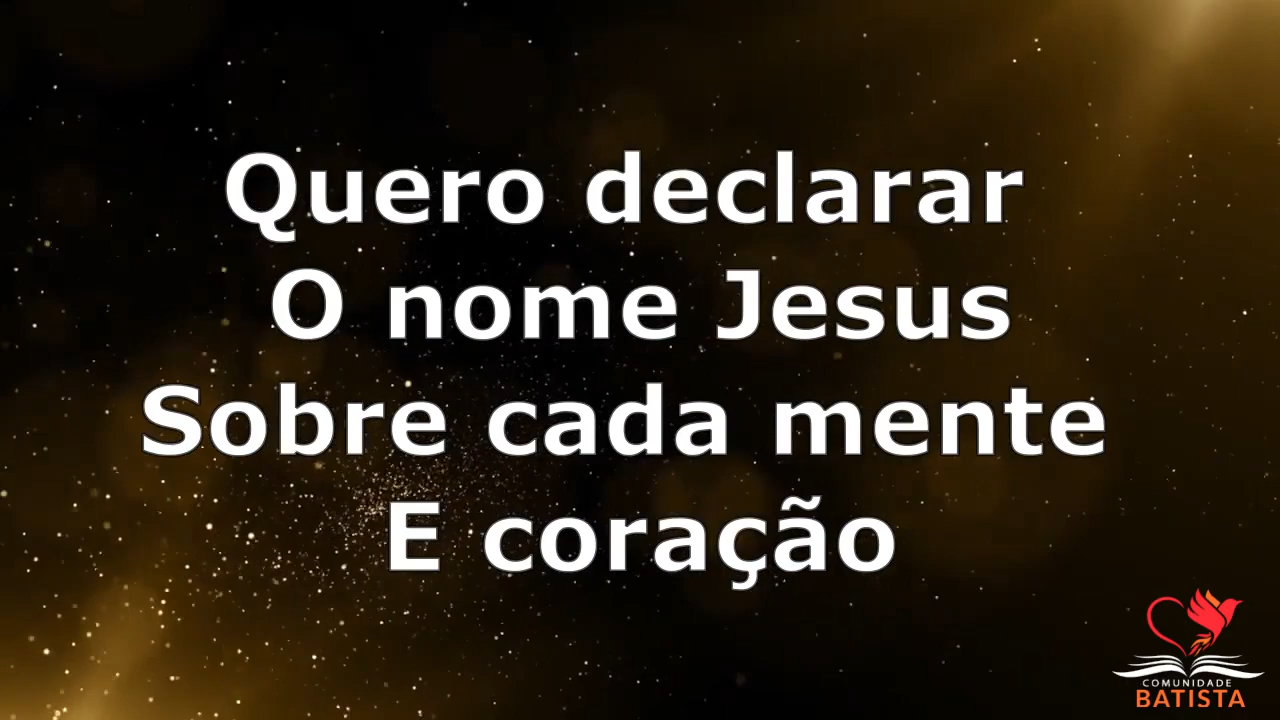 Quero declarar
O nome Jesus
Sobre cada mente
E coração
COMUNIDADE
BATISTA